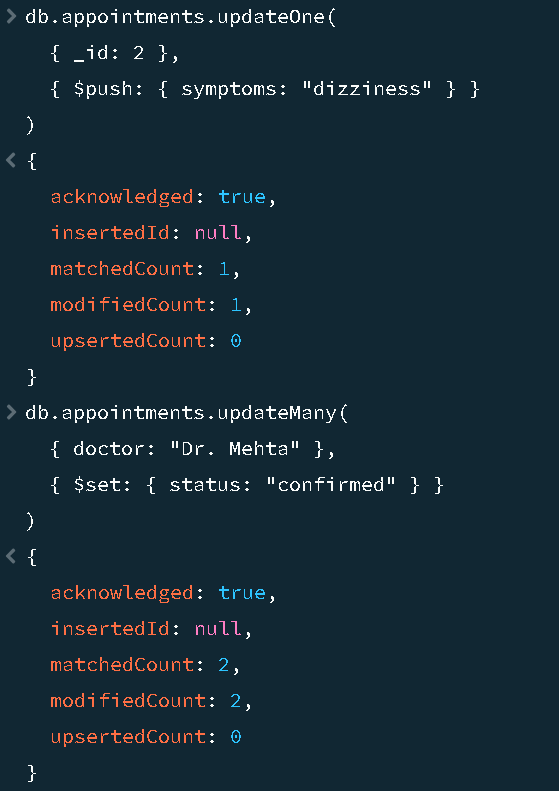 > db.appointments.updateOne(
{ _id: 2 },
{ $push: { symptoms: "dizziness" } }
)
< {
acknowledged: true,
insertedId: null,
matchedCount: 1,
modifiedCount: 1,
upsertedCount: 0
}
> db.appointments.updateMany(
{ doctor: "Dr. Mehta" },
{ $set: { status: "confirmed" } }
)
< {
acknowledged: true,
insertedId: null,
matchedCount: 2,
modifiedCount: 2,
upsertedCount: 0
}